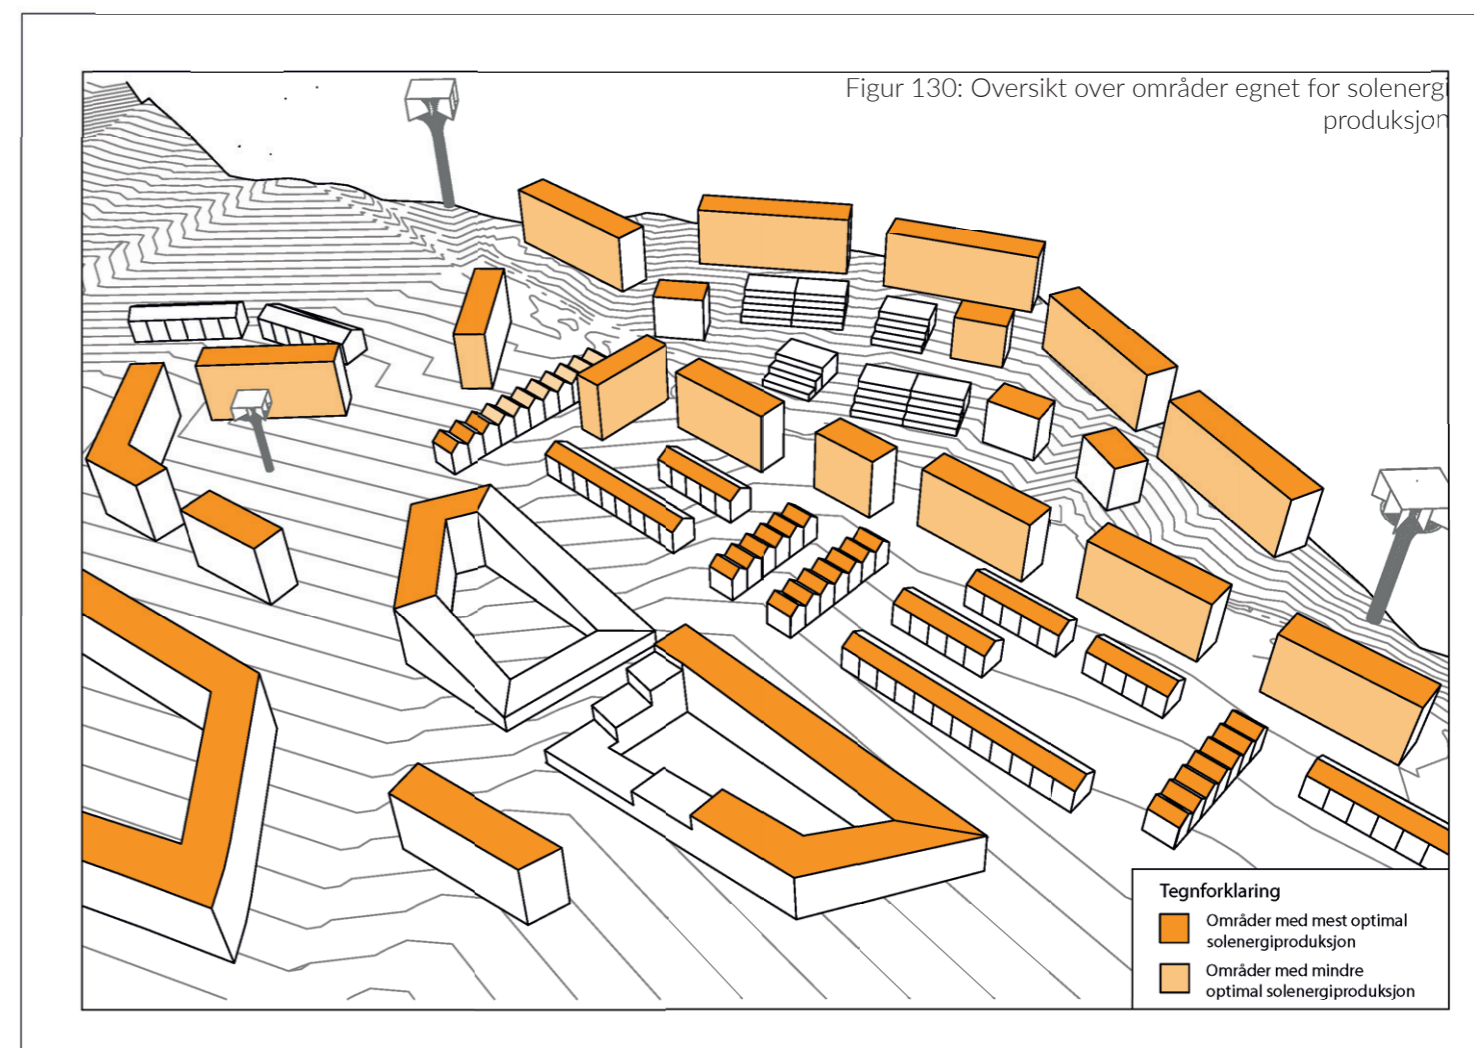 Figur 130: Oversikt over områder egnet for solenergi
produksjon
Tegnforklaring
Områder med mest optimal
solenergiproduksjon
Områder med mindre
optimal solenergiproduksjon